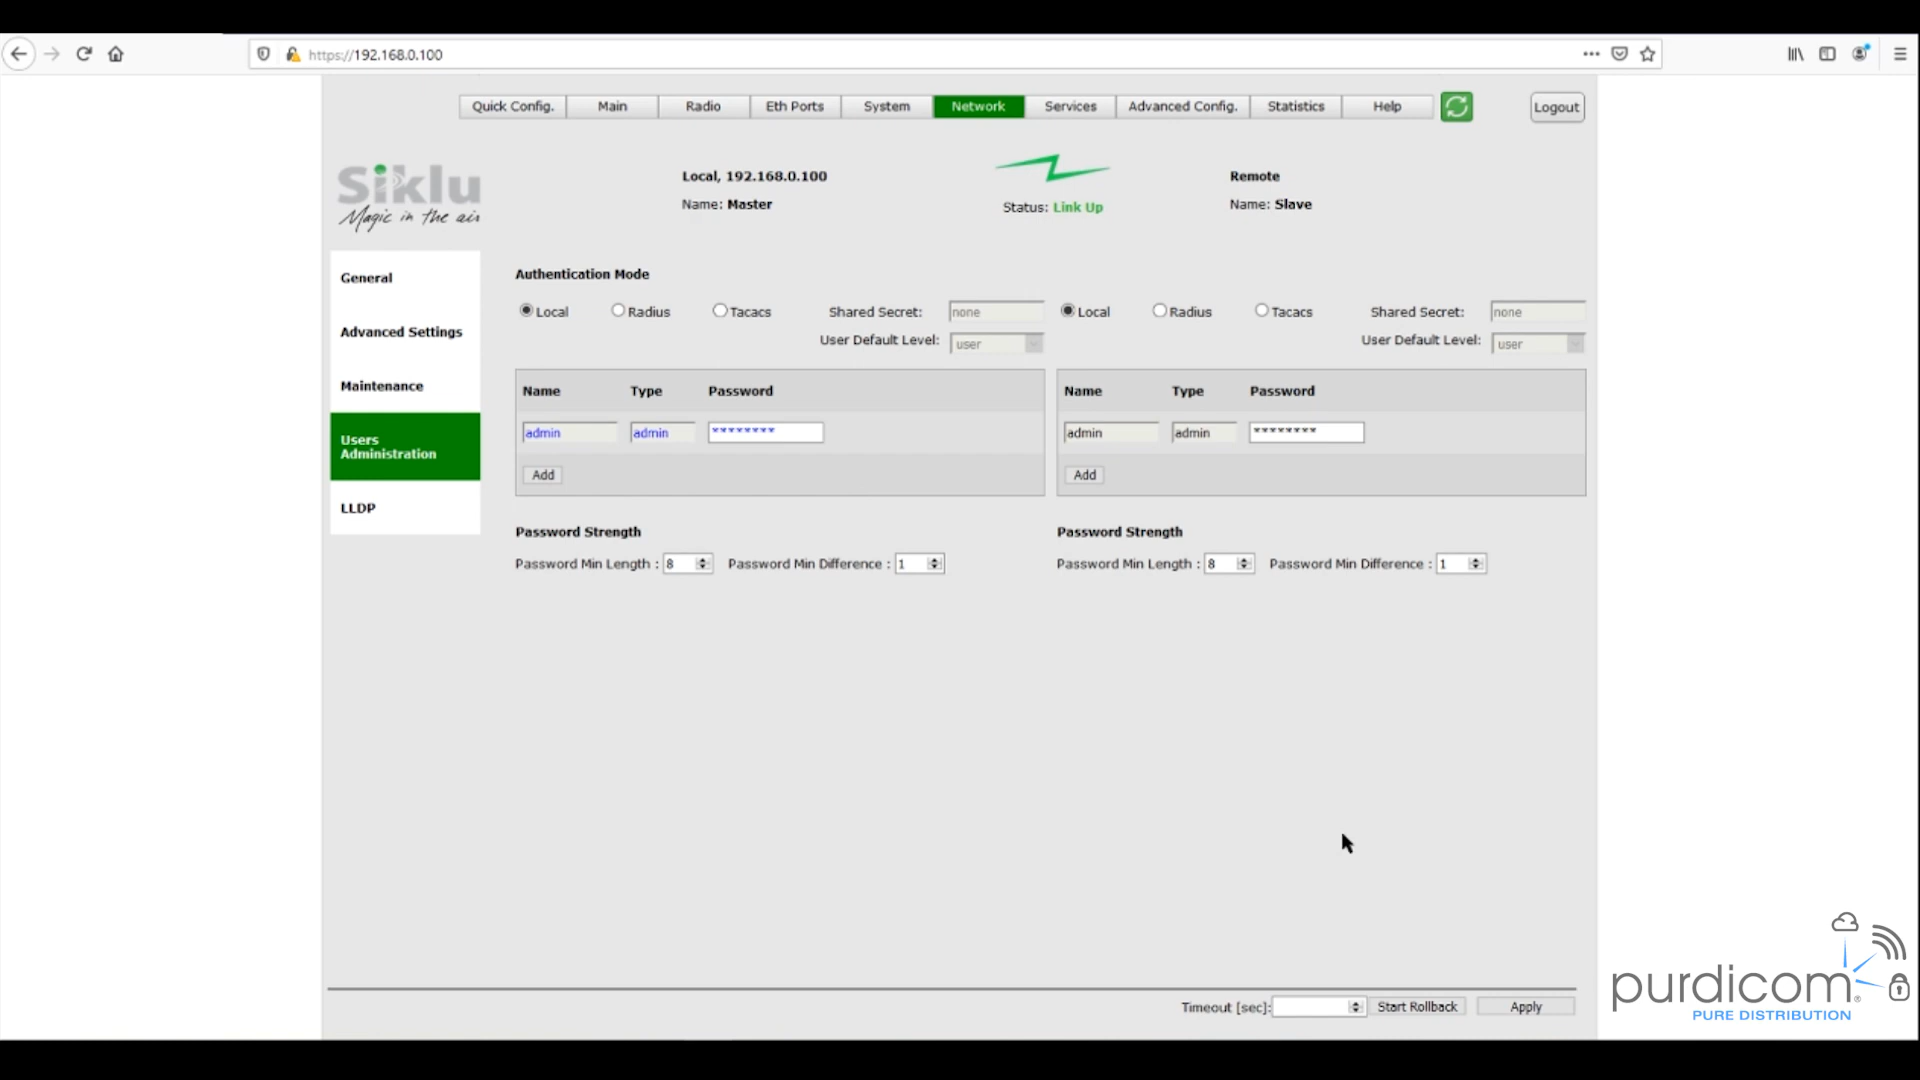 https://192.168.0.100
Quick Config. Main Radio Eth Ports System Network Services Advanced Config. Statistics Help Logout
Siklu
Magic in the air
Local, 192.168.0.100 Remote
Name: Master Status: Link Up Name: Slave
General
Advanced Settings
Maintenance
Users
Administration
LLDP
Authentication Mode
Local Radius Tacacs Shared Secret: none Local Radius Tacacs Shared Secret: none
User Default Level: user User Default Level: user
Name Type Password Name Type Password
admin admin ******** admin admin ********
Add Add
Password Strength Password Strength
Password Min Length : 8 Password Min Difference : 1 Password Min Length : 8 Password Min Difference : 1
Timeout [sec]: Start Rollback Apply
purdicom®
PURE DISTRIBUTION